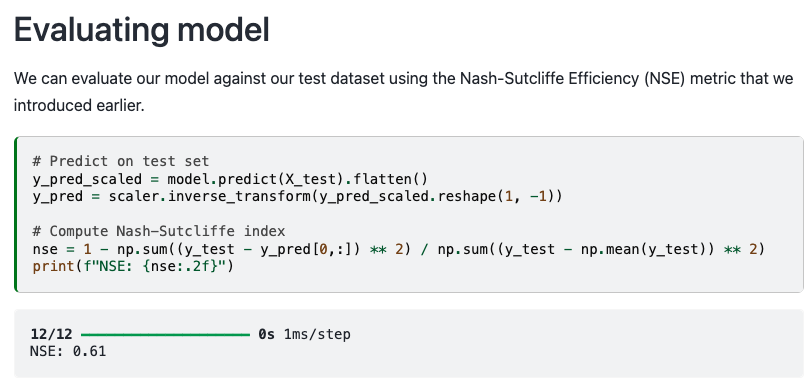 Evaluating model
We can evaluate our model against our test dataset using the Nash-Sutcliffe Efficiency (NSE) metric that we
introduced earlier.
# Predict on test set
y_pred_scaled = model.predict(X_test).flatten()
y_pred = scaler.inverse_transform(y_pred_scaled.reshape(1, -1))
# Compute Nash-Sutcliffe index
nse = 1 - np.sum((y_test - y_pred[0,:]) ** 2) / np.sum((y_test - np.mean(y_test)) ** 2)
print(f"NSE: {nse:.2f}")
12/12 ━━━━━━━━━━━━━━━━━━━━ 0s 1ms/step
NSE: 0.61